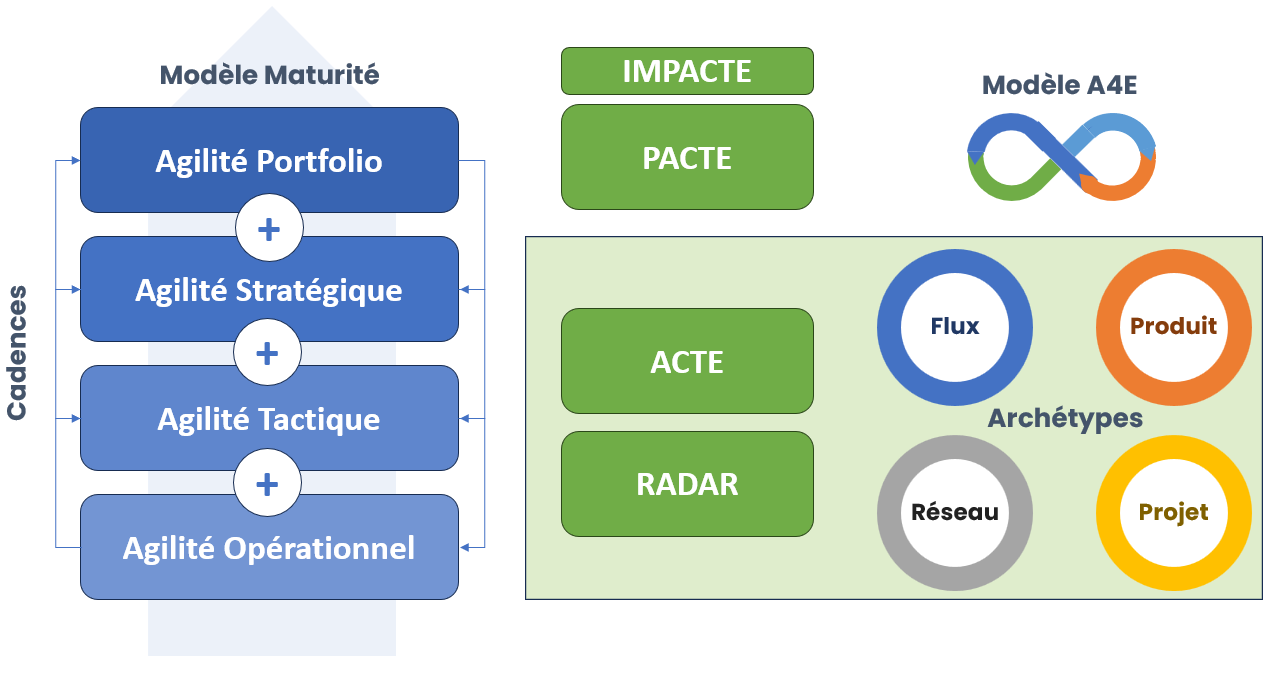 Modèle Maturité
Agilité Portfolio
+
Agilité Stratégique
+
Agilité Tactique
+
Agilité Opérationnel
Cadences
IMPACTE
PACTE
ACTE
RADAR
Modèle A4E
Flux
Produit
Archétypes
Réseau
Projet